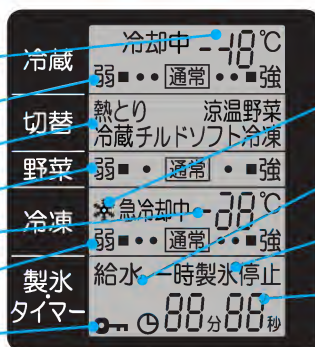 冷蔵
冷却中 -18℃
弱■・・通常・・■強
切替
熱とり 涼温野菜
冷蔵チルドソフト冷凍
野菜
弱■・通常・■強
冷凍
急冷却中 -38℃
弱■・・通常・・■強
製氷
タイマー
給水 一時製氷停止
88分88秒